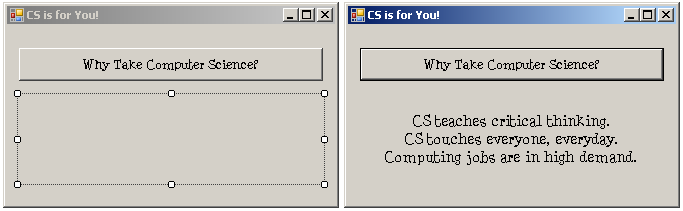 CS is for You!
Why Take Computer Science?
CS is for You!
Why Take Computer Science?
CS teaches critical thinking.
CS touches everyone, everyday.
Computing jobs are in high demand.